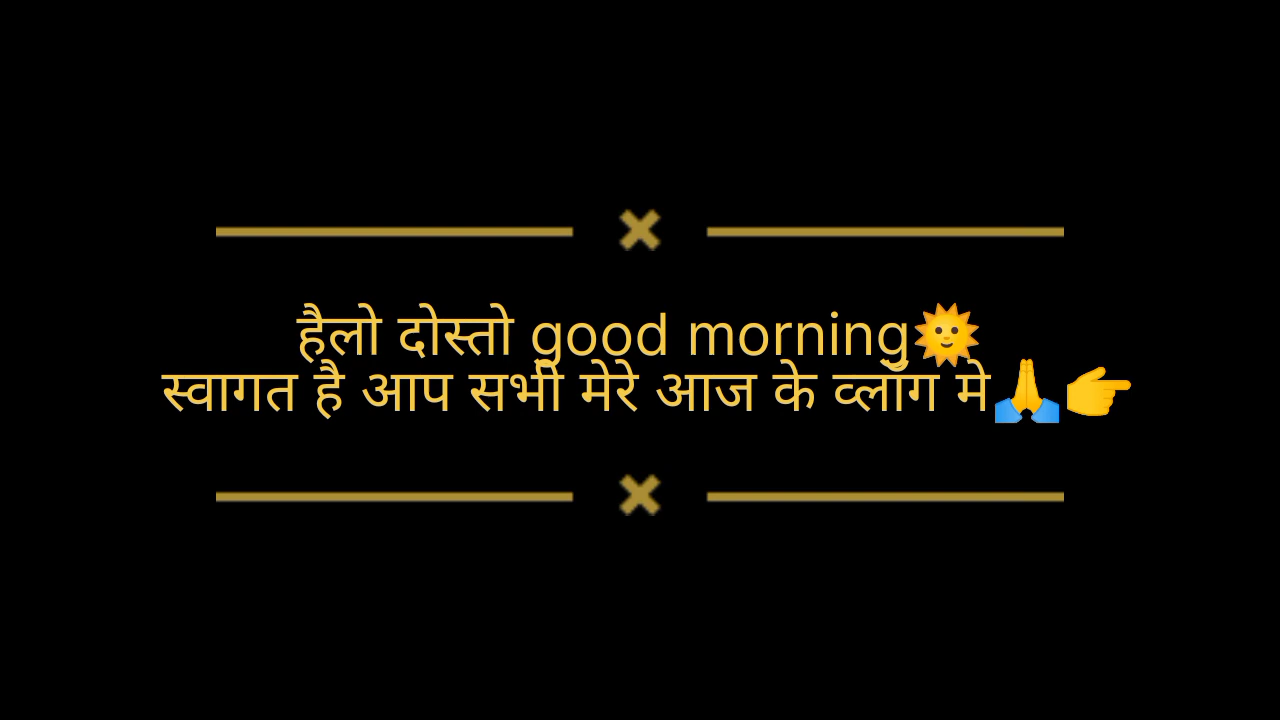 हैलो दोस्तो good morning🌞
स्वागत है आप सभी मेरे आज के व्लॉग मे🙏👉